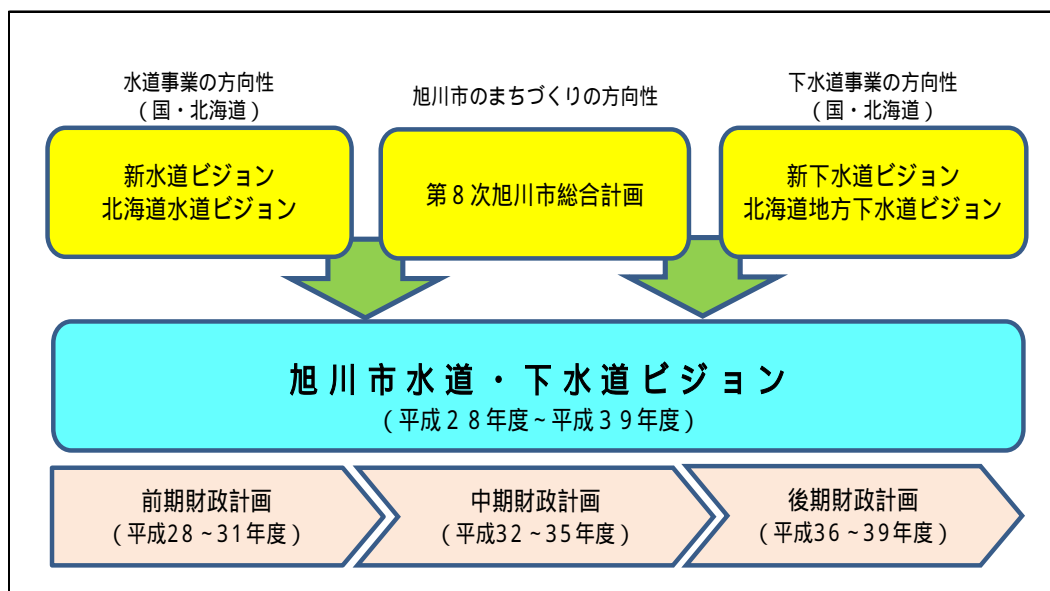 水道事業の方向性
(国・北海道)
旭川市のまちづくりの方向性
下水道事業の方向性
(国・北海道)
新水道ビジョン
北海道水道ビジョン
第8次旭川市総合計画
新下水道ビジョン
北海道地方下水道ビジョン
旭川市水道・下水道ビジョン
(平成28年度~平成39年度)
前期財政計画
(平成28~31年度)
中期財政計画
(平成32~35年度)
後期財政計画
(平成36~39年度)